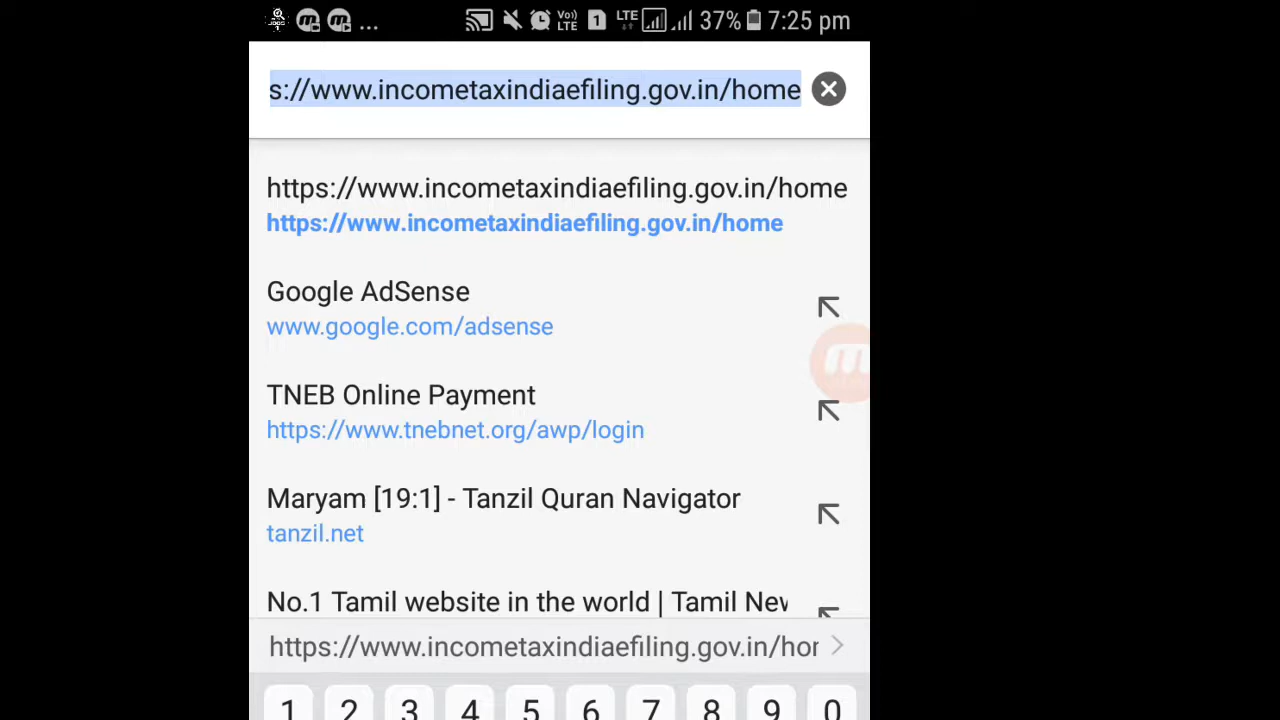 ... LTE 1 LTE 37% 7:25 pm
s://www.incometaxindiaefiling.gov.in/home
https://www.incometaxindiaefiling.gov.in/home
https://www.incometaxindiaefiling.gov.in/home
Google AdSense
www.google.com/adsense
TNEB Online Payment
https://www.tnebnet.org/awp/login
Maryam [19:1] - Tanzil Quran Navigator
tanzil.net
No.1 Tamil website in the world | Tamil Nev
https://www.incometaxindiaefiling.gov.in/hor
1 2 3 4 5 6 7 8 9 0